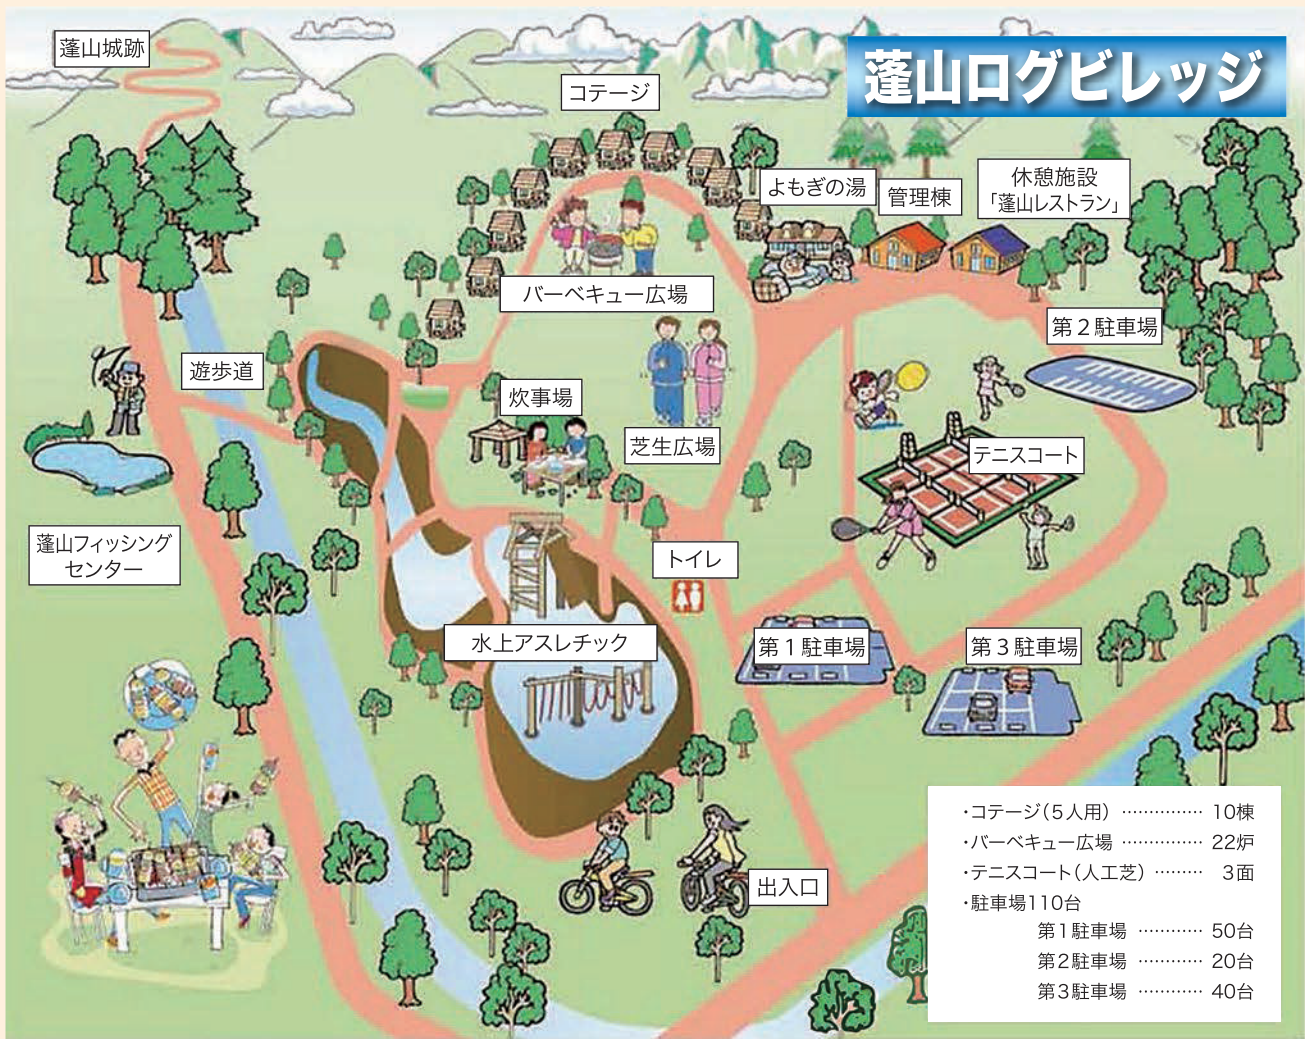 蓬山城跡
蓬山ログビレッジ
コテージ
よもぎの湯
管理棟
休憩施設
「蓬山レストラン」
バーベキュー広場
第2駐車場
遊歩道
炊事場
芝生広場
テニスコート
蓬山フィッシング
センター
トイレ
水上アスレチック
第1駐車場
第3駐車場
出入口
・コテージ(5人用) …………… 10棟
・バーベキュー広場 …………… 22炉
・テニスコート(人工芝) ……… 3面
・駐車場110台
第1駐車場 ………… 50台
第2駐車場 ………… 20台
第3駐車場 ………… 40台